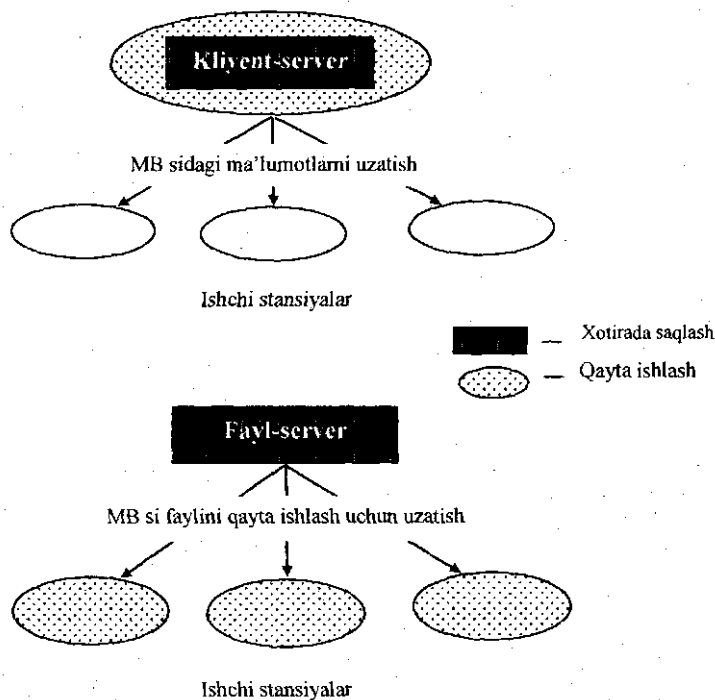 Kliyent-server
MB sidagi ma'lumotlarni uzatish
Ishchi stansiyalar
— Xotirada saqlash
— Qayta ishlash
Fayl-server
MB si faylini qayta ishlash uchun uzatish
Ishchi stansiyalar